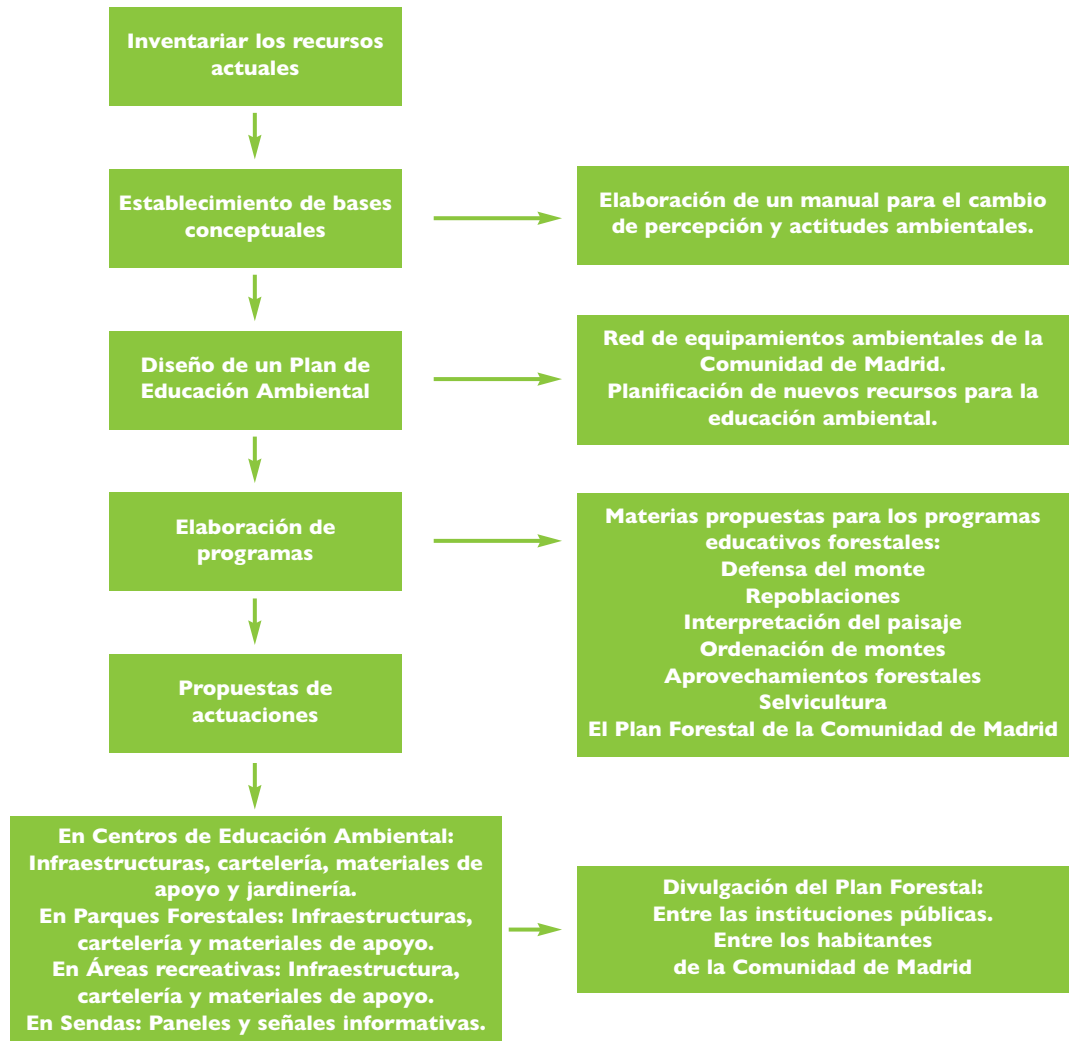 Inventariar los recursos
actuales
Establecimiento de bases
conceptuales
Elaboración de un manual para el cambio
de percepción y actitudes ambientales.
Diseño de un Plan de
Educación Ambiental
Red de equipamientos ambientales de la
Comunidad de Madrid.
Planificación de nuevos recursos para la
educación ambiental.
Elaboración de
programas
Materias propuestas para los programas
educativos forestales:
Defensa del monte
Repoblaciones
Interpretación del paisaje
Ordenación de montes
Aprovechamientos forestales
Selvicultura
El Plan Forestal de la Comunidad de Madrid
Propuestas de
actuaciones
En Centros de Educación Ambiental:
Infraestructuras, cartelería, materiales de
apoyo y jardinería.
En Parques Forestales: Infraestructuras,
cartelería y materiales de apoyo.
En Áreas recreativas: Infraestructura,
cartelería y materiales de apoyo.
En Sendas: Paneles y señales informativas.
Divulgación del Plan Forestal:
Entre las instituciones públicas.
Entre los habitantes
de la Comunidad de Madrid